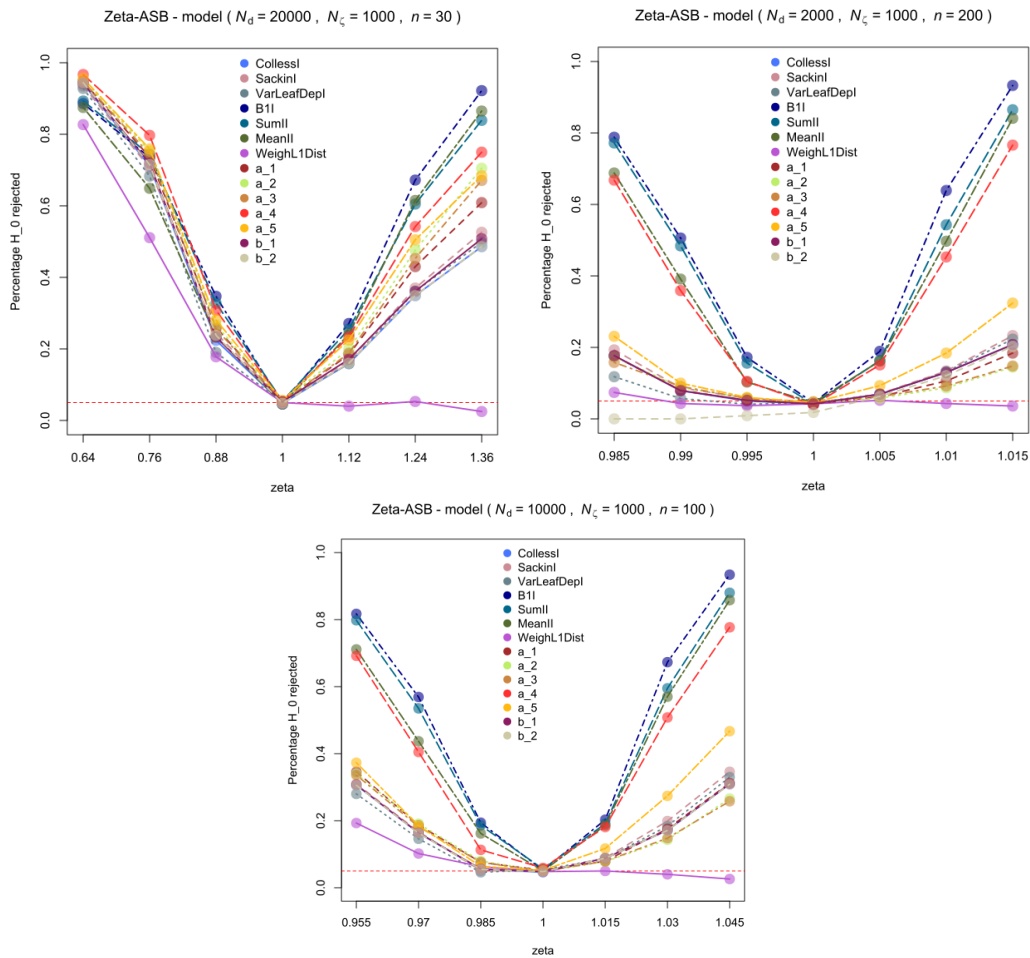 Zeta-ASB - model ( N_d = 20000 , N_ζ = 1000 , n = 30 )
Percentage H_0 rejected
1.0
0.8
0.6
0.4
0.2
0.0
CollessI
SackinI
VarLeafDepI
B1I
SumII
MeanII
WeighL1Dist
a_1
a_2
a_3
a_4
a_5
b_1
b_2
0.64 0.76 0.88 1 1.12 1.24 1.36
zeta
Zeta-ASB - model ( N_d = 2000 , N_ζ = 1000 , n = 200 )
Percentage H_0 rejected
1.0
0.8
0.6
0.4
0.2
0.0
CollessI
SackinI
VarLeafDepI
B1I
SumII
MeanII
WeighL1Dist
a_1
a_2
a_3
a_4
a_5
b_1
b_2
0.985 0.99 0.995 1 1.005 1.01 1.015
zeta
Zeta-ASB - model ( N_d = 10000 , N_ζ = 1000 , n = 100 )
Percentage H_0 rejected
1.0
0.8
0.6
0.4
0.2
0.0
CollessI
SackinI
VarLeafDepI
B1I
SumII
MeanII
WeighL1Dist
a_1
a_2
a_3
a_4
a_5
b_1
b_2
0.955 0.97 0.985 1 1.015 1.03 1.045
zeta